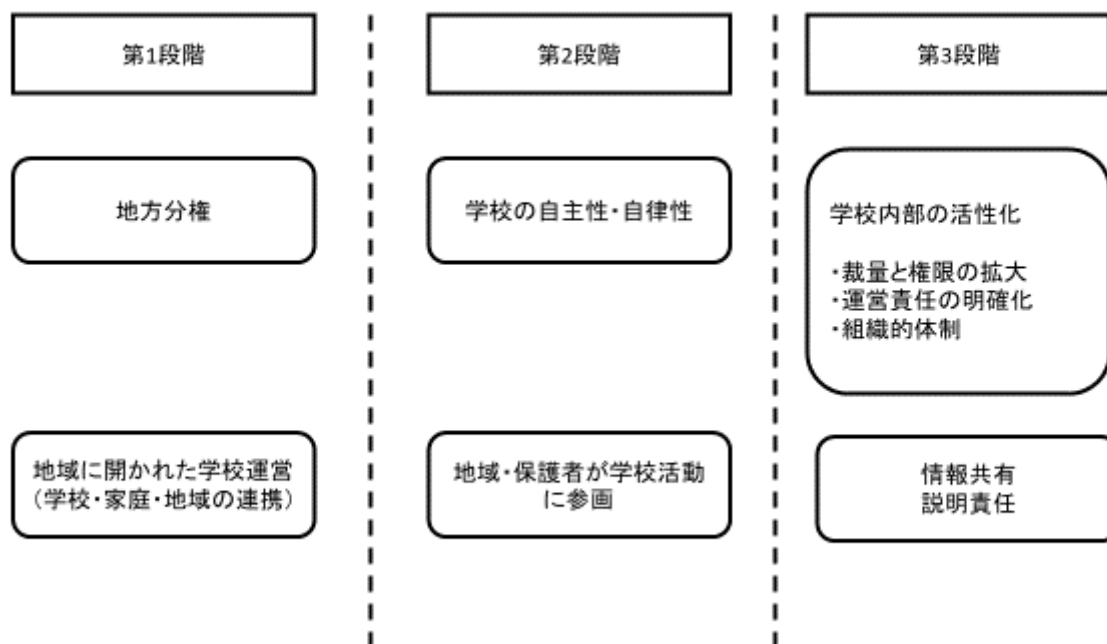 第1段階
第2段階
第3段階
地方分権
学校の自主性・自律性
学校内部の活性化
・裁量と権限の拡大
・運営責任の明確化
・組織的体制
地域に開かれた学校運営
(学校・家庭・地域の連携)
地域・保護者が学校活動
に参画
情報共有
説明責任